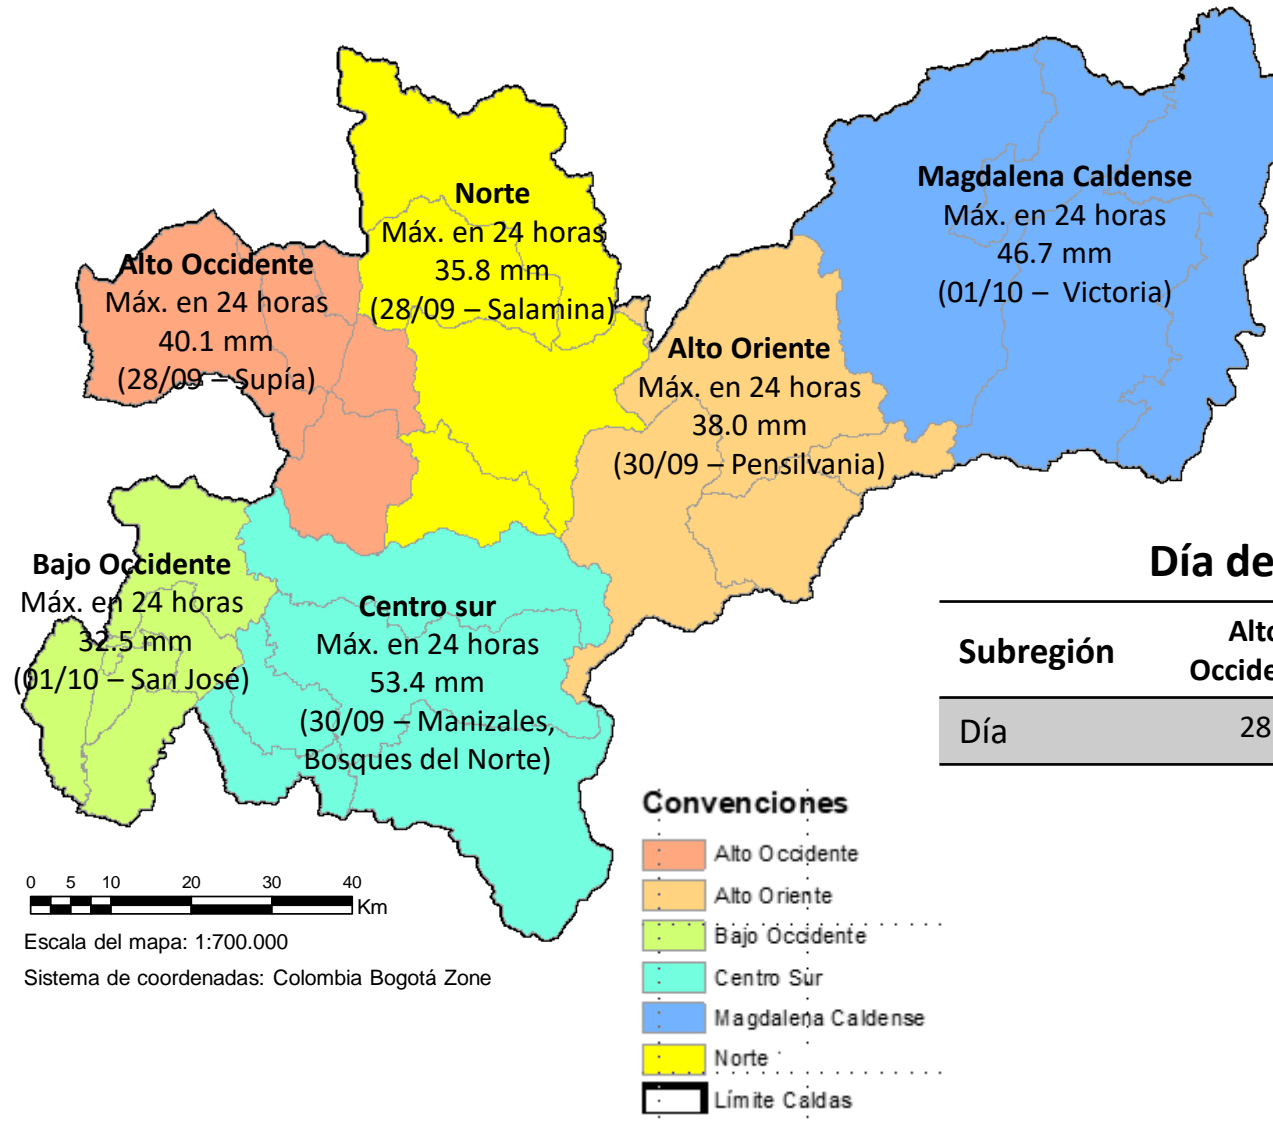 Norte
Máx. en 24 horas
35.8 mm
(28/09 – Salamina)
Magdalena Caldense
Máx. en 24 horas
46.7 mm
(01/10 – Victoria)
Alto Occidente
Máx. en 24 horas
40.1 mm
(28/09 – Supía)
Alto Oriente
Máx. en 24 horas
38.0 mm
(30/09 – Pensilvania)
Bajo Occidente
Máx. en 24 horas
32.5 mm
(01/10 – San José)
Centro sur
Máx. en 24 horas
53.4 mm
(30/09 – Manizales,
Bosques del Norte)
Día de
Subregión
Alto
Occide
Día
28
Convenciones
Alto Occidente
Alto Oriente
Bajo Occidente
Centro Sur
Magdalena Caldense
Norte
Límite Caldas
0 5 10 20 30 40
Km
Escala del mapa: 1:700.000
Sistema de coordenadas: Colombia Bogotá Zone